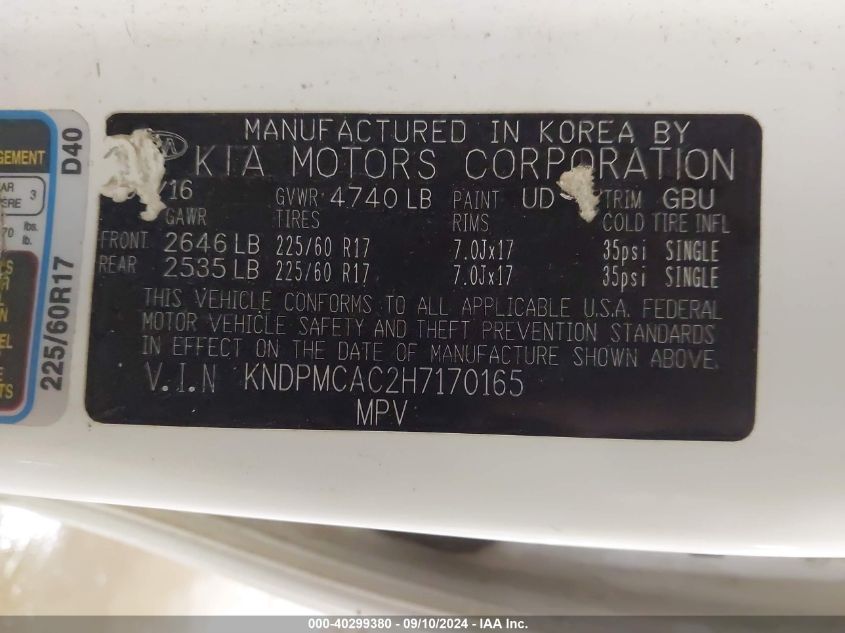 MANUFACTURED IN KOREA BY
KIA MOTORS CORPORATION
/16 GVWR: 4740 LB PAINT UD TRIM GBU
GAWR TIRES RIMS COLD TIRE INFL
FRONT 2646 LB 225/60 R17 7.0Jx17 35psi SINGLE
REAR 2535 LB 225/60 R17 7.0Jx17 35psi SINGLE
THIS VEHICLE CONFORMS TO ALL APPLICABLE U.S.A. FEDERAL
MOTOR VEHICLE SAFETY AND THEFT PREVENTION STANDARDS
IN EFFECT ON THE DATE OF MANUFACTURE SHOWN ABOVE.
V.I.N KNDPMCAC2H7170165
MPV
D40
225/60R17
3
70 lbs.
lb.
000-40299380 - 09/10/2024 - IAA Inc.